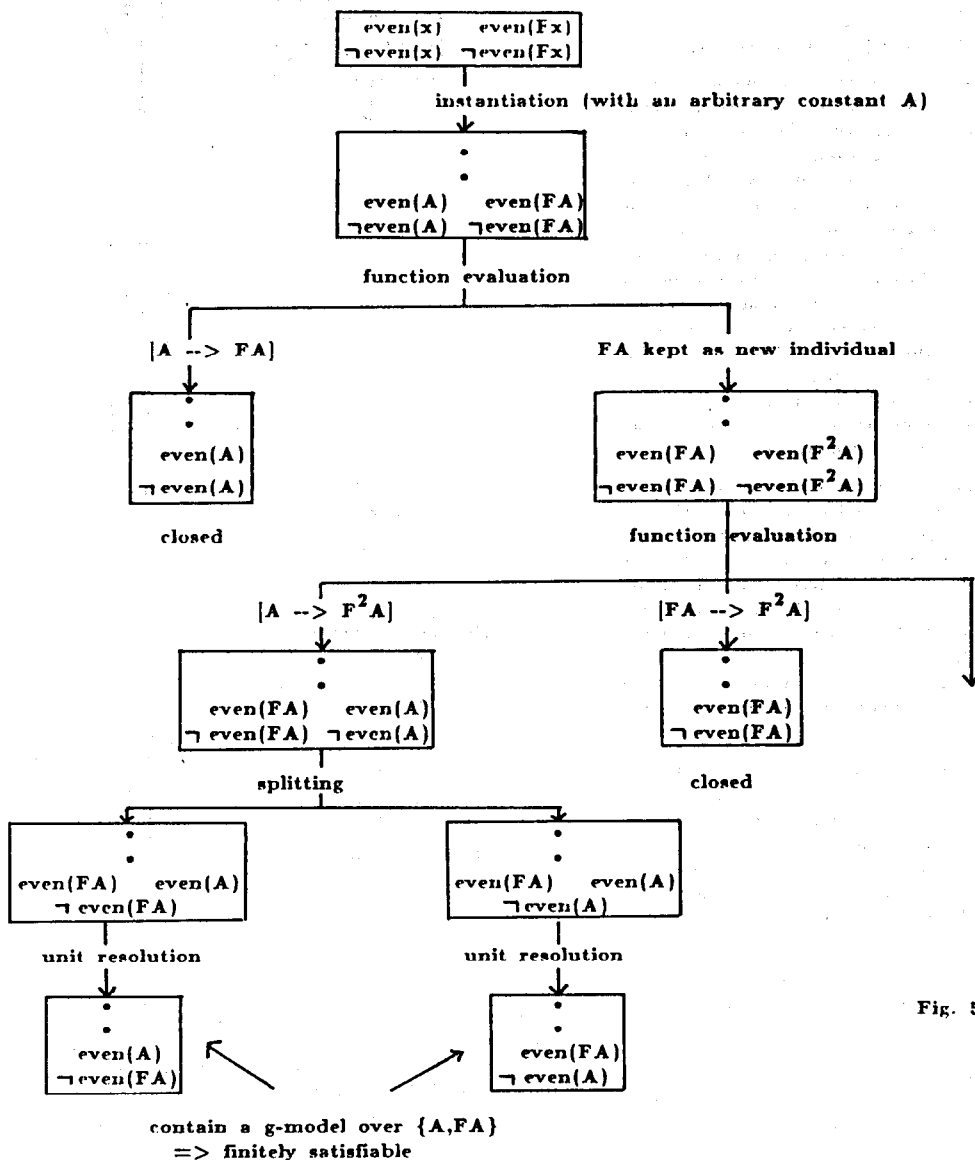 even(x) even(Fx)
¬even(x) ¬even(Fx)
instantiation (with an arbitrary constant A)
even(A) even(FA)
¬even(A) ¬even(FA)
function evaluation
[A --> FA]
FA kept as new individual
even(A)
¬even(A)
closed
even(FA) even(F²A)
¬even(FA) ¬even(F²A)
function evaluation
[A --> F²A]
[FA --> F²A]
even(FA) even(A)
¬ even(FA) ¬even(A)
splitting
even(FA)
¬ even(FA)
closed
even(FA) even(A)
¬ even(FA)
even(FA) even(A)
¬even(A)
unit resolution
unit resolution
even(A)
¬even(FA)
even(FA)
¬ even(A)
Fig.
contain a g-model over {A,FA}
=> finitely satisfiable